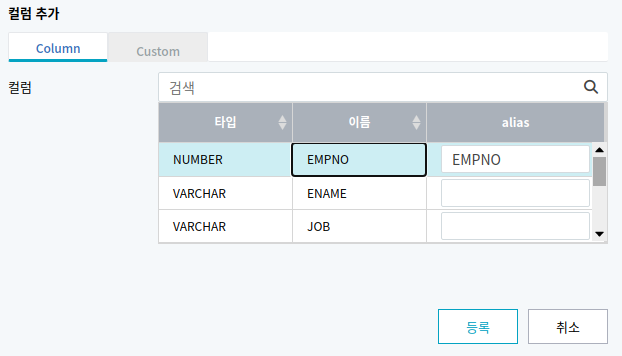 컬럼 추가
Column Custom
컬럼 검색
타입 이름 alias
NUMBER EMPNO EMPNO
VARCHAR ENAME
VARCHAR JOB
등록 취소